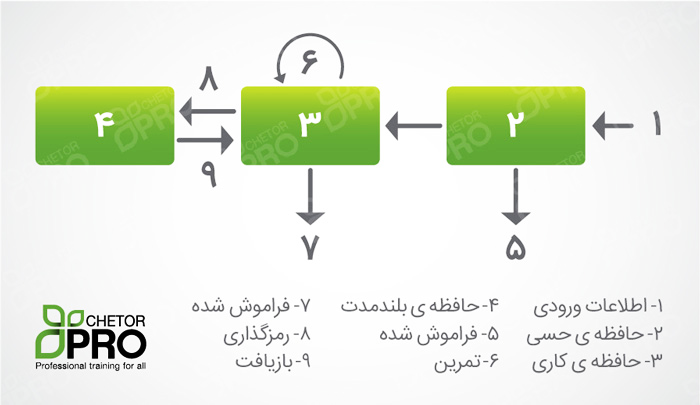 ۶
۸
۴
۳
۲
۱
۹
۷
۵
۱- اطلاعات ورودی
۲- حافظه ی حسی
۳- حافظه ی کاری
۴- حافظه ی بلندمدت
۵- فراموش شده
۶- تمرین
۷- فراموش شده
۸- رمزگذاری
۹- بازیافت
CHETOR
PRO
Professional training for all